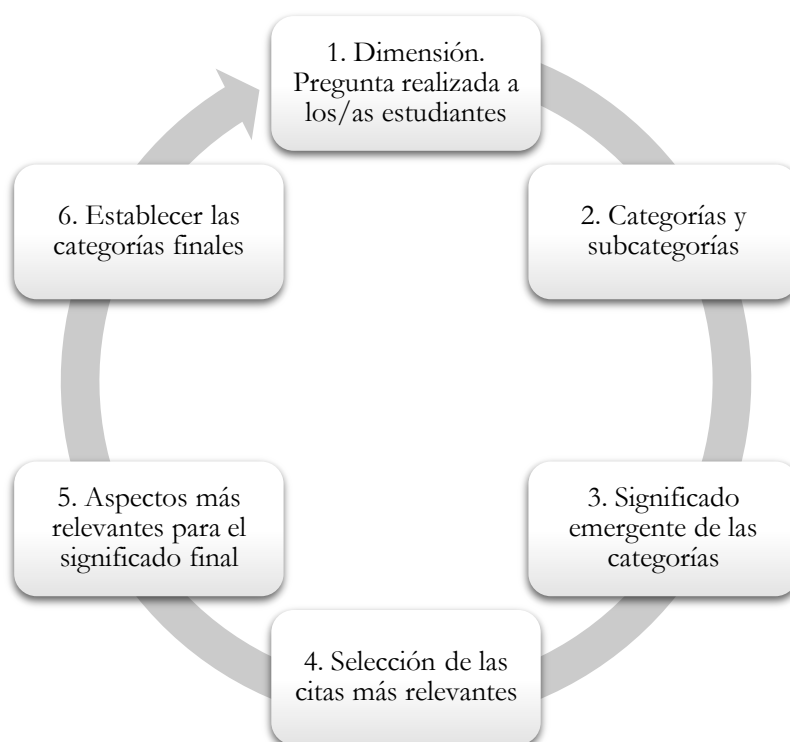 1. Dimensión.
Pregunta realizada a
los/as estudiantes
2. Categorías y
subcategorías
3. Significado
emergente de las
categorías
4. Selección de las
citas más relevantes
5. Aspectos más
relevantes para el
significado final
6. Establecer las
categorías finales